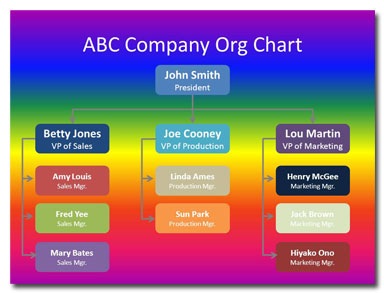 ABC Company Org Chart
John Smith
President
Betty Jones
VP of Sales
Joe Cooney
VP of Production
Lou Martin
VP of Marketing
Amy Louis
Sales Mgr.
Linda Ames
Production Mgr.
Henry McGee
Marketing Mgr.
Fred Yee
Sales Mgr.
Sun Park
Production Mgr.
Jack Brown
Marketing Mgr.
Mary Bates
Sales Mgr.
Hiyako Ono
Marketing Mgr.